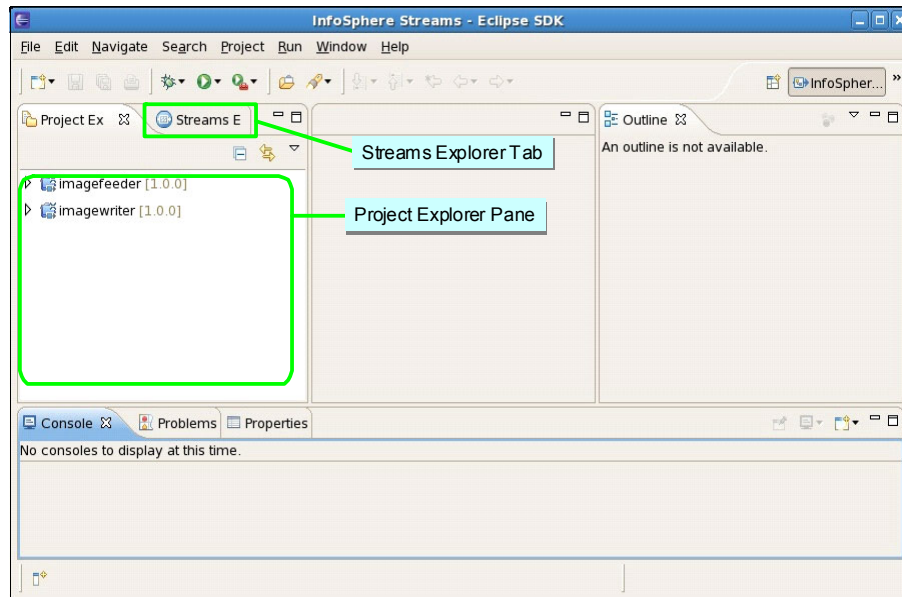 InfoSphere Streams - Eclipse SDK
File Edit Navigate Search Project Run Window Help
InfoSpher... »
Project Ex
Streams E
Outline
Streams Explorer Tab
An outline is not available.
imagefeeder [1.0.0]
imagewriter [1.0.0]
Project Explorer Pane
Console
Problems
Properties
No consoles to display at this time.